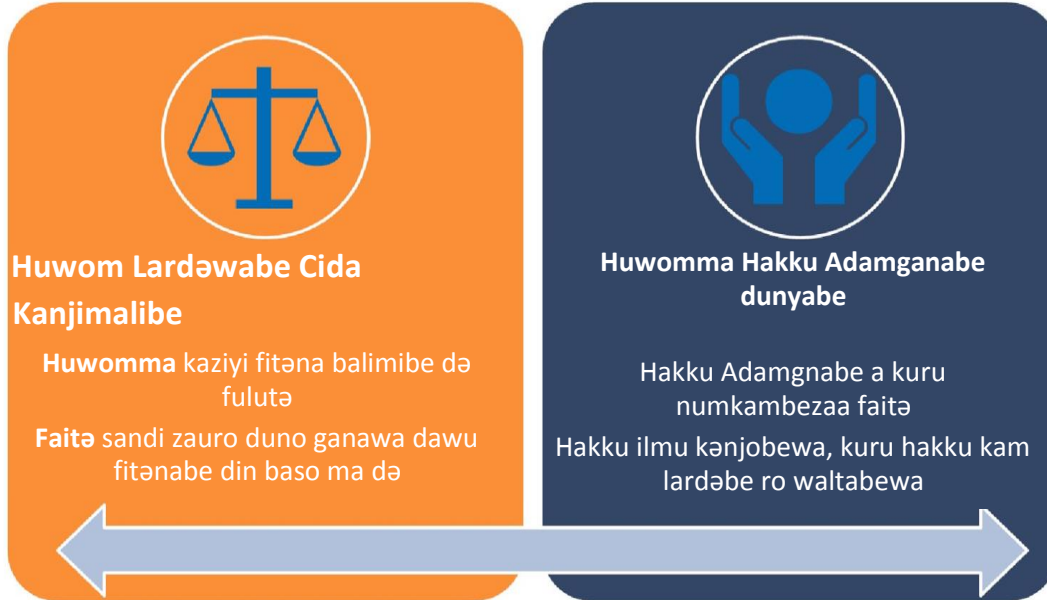 Huwom Lardəwabe Cida
Kanjimalibe
Huwomma kaziyi fitəna balimibe də
fulutə
Faitə sandi zauro duno ganawa dawu
fitənabe din baso ma də
Huwomma Hakku Adamganabe
dunyabe
Hakku Adamgnabe a kuru
numkambezaa faitə
Hakku ilmu kənjobewa, kuru hakku kam
lardəbe ro waltabewa